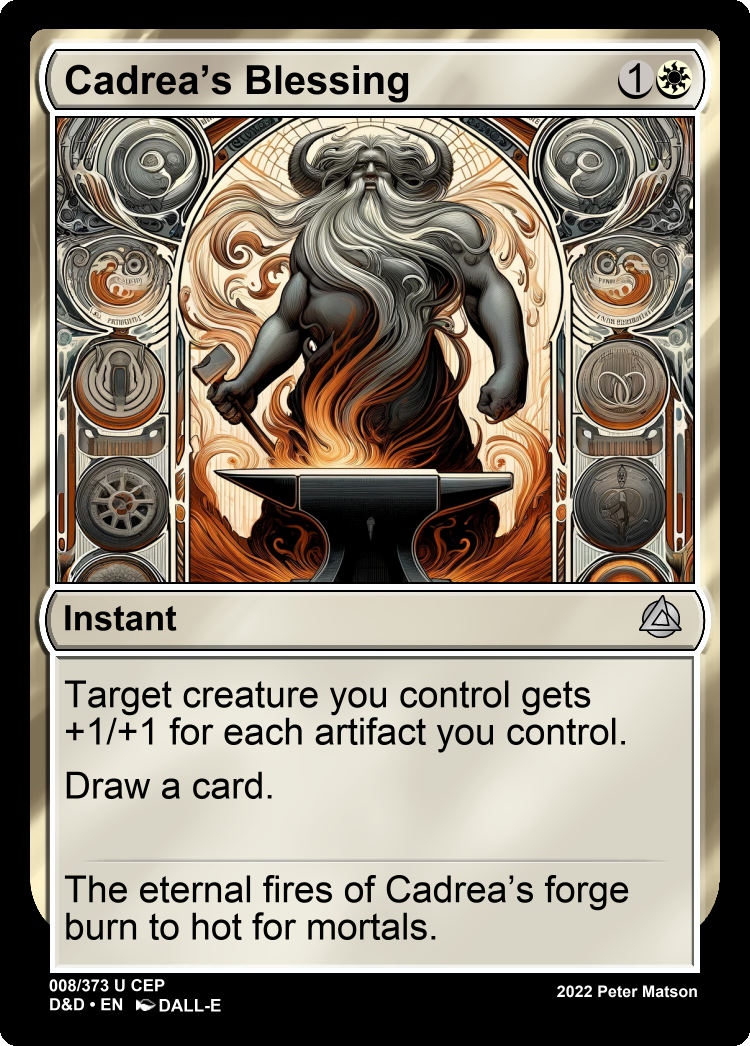 Cadrea’s Blessing 1
Instant
Target creature you control gets
+1/+1 for each artifact you control.
Draw a card.
The eternal fires of Cadrea’s forge
burn to hot for mortals.
008/373 U CEP
D&D • EN DALL-E
2022 Peter Matson